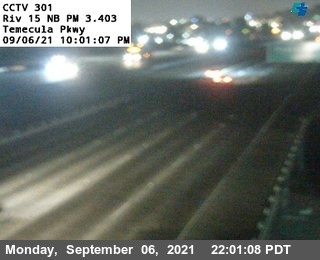 CCTV 301
Riv 15 NB PM 3.403
Temecula Pkwy
09/06/21 10:01:07 PM
Monday, September 06, 2021 22:01:08 PDT